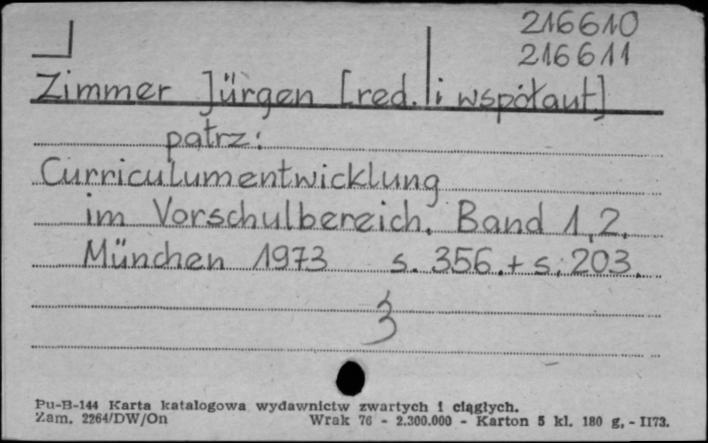 216610
216611
Zimmer Jürgen [red. i współaut.]
patrz:
Curriculumentwicklung
im Vorschulbereich. Band 1, 2.
München 1973 s. 356. + s. 203.
3
Pu-B-144 Karta katalogowa wydawnictw zwartych i ciągłych.
Zam. 2264/DW/On Wrak 76 - 2.300.000 - Karton 5 kl. 180 g, - II73.